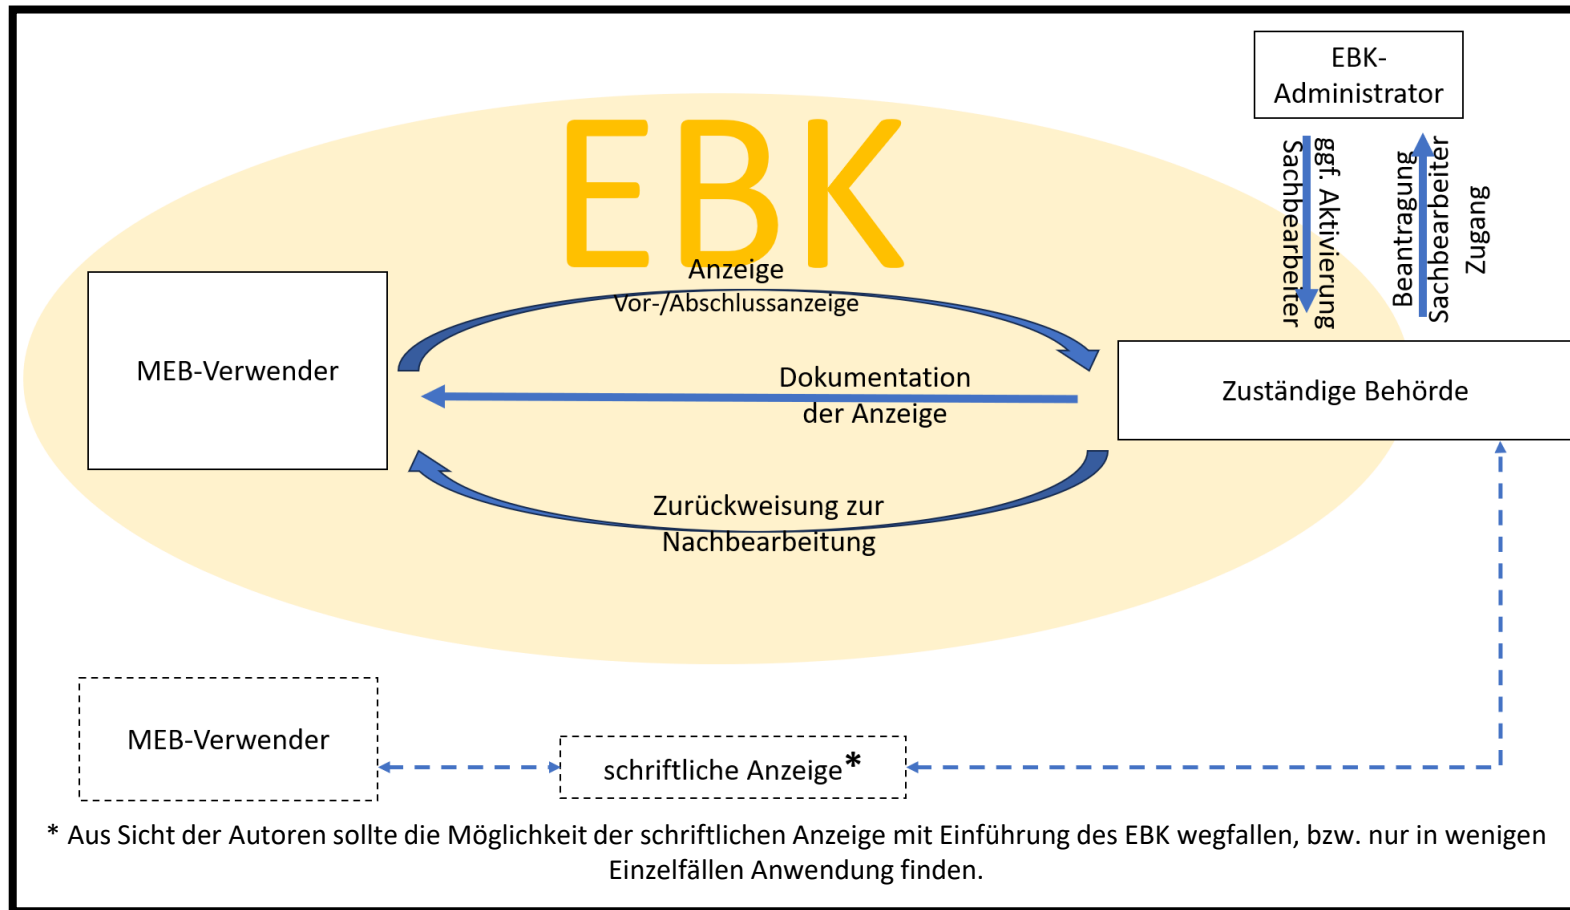 EBK-
Administrator
EBK
ggf. Aktivierung
Sachbearbeiter
Beantragung
Sachbearbeiter
Zugang
Anzeige
Vor-/Abschlussanzeige
MEB-Verwender
Dokumentation
der Anzeige
Zuständige Behörde
Zurückweisung zur
Nachbearbeitung
MEB-Verwender
schriftliche Anzeige*
* Aus Sicht der Autoren sollte die Möglichkeit der schriftlichen Anzeige mit Einführung des EBK wegfallen, bzw. nur in wenigen
Einzelfällen Anwendung finden.